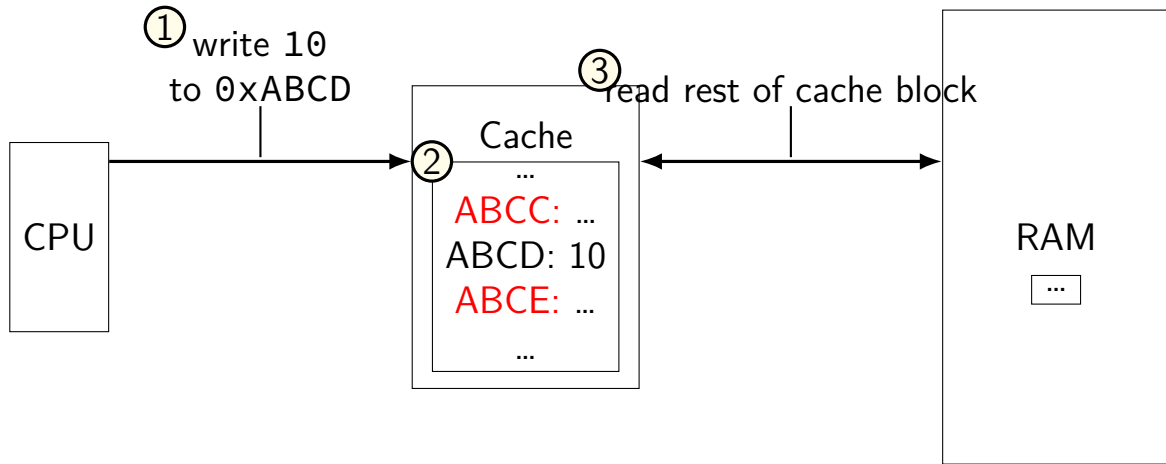 1
write 10
to 0xABCD
3
read rest of cache block
Cache
2
...
ABCC: ...
ABCD: 10
ABCE: ...
...
CPU
RAM
...